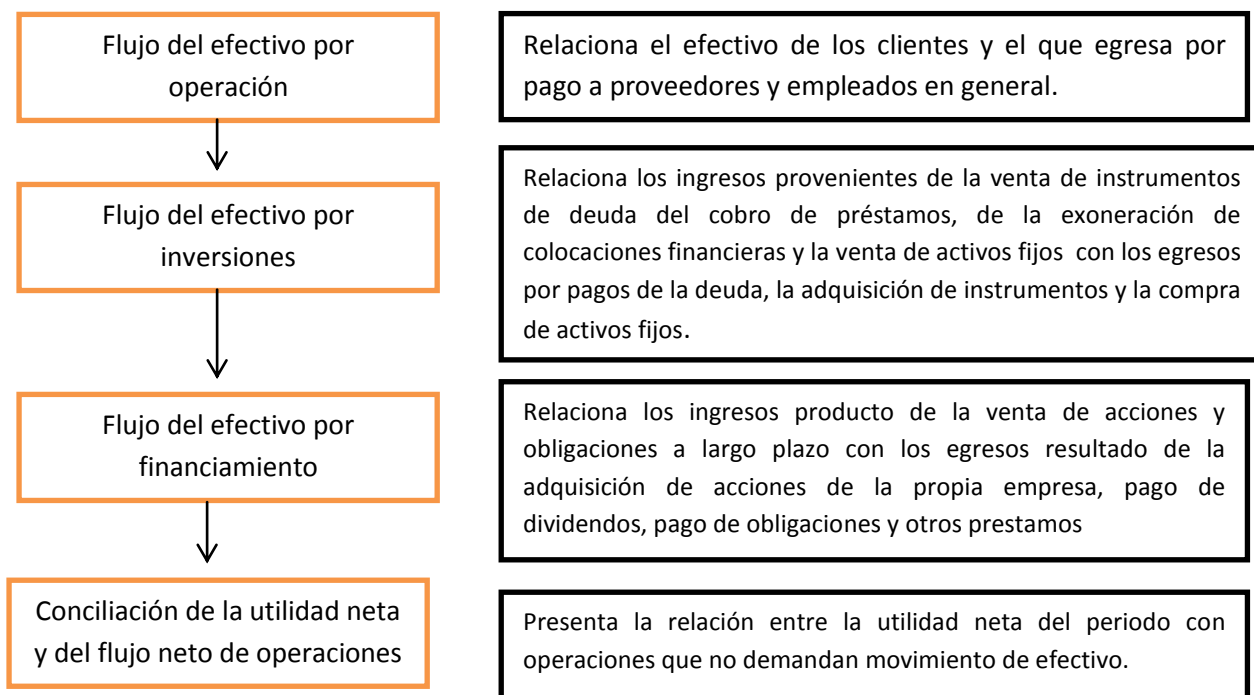 Flujo del efectivo por
operación
Relaciona el efectivo de los clientes y el que egresa por
pago a proveedores y empleados en general.
Flujo del efectivo por
inversiones
Relaciona los ingresos provenientes de la venta de instrumentos
de deuda del cobro de préstamos, de la exoneración de
colocaciones financieras y la venta de activos fijos con los egresos
por pagos de la deuda, la adquisición de instrumentos y la compra
de activos fijos.
Flujo del efectivo por
financiamiento
Relaciona los ingresos producto de la venta de acciones y
obligaciones a largo plazo con los egresos resultado de la
adquisición de acciones de la propia empresa, pago de
dividendos, pago de obligaciones y otros prestamos
Conciliación de la utilidad neta
y del flujo neto de operaciones
Presenta la relación entre la utilidad neta del periodo con
operaciones que no demandan movimiento de efectivo.